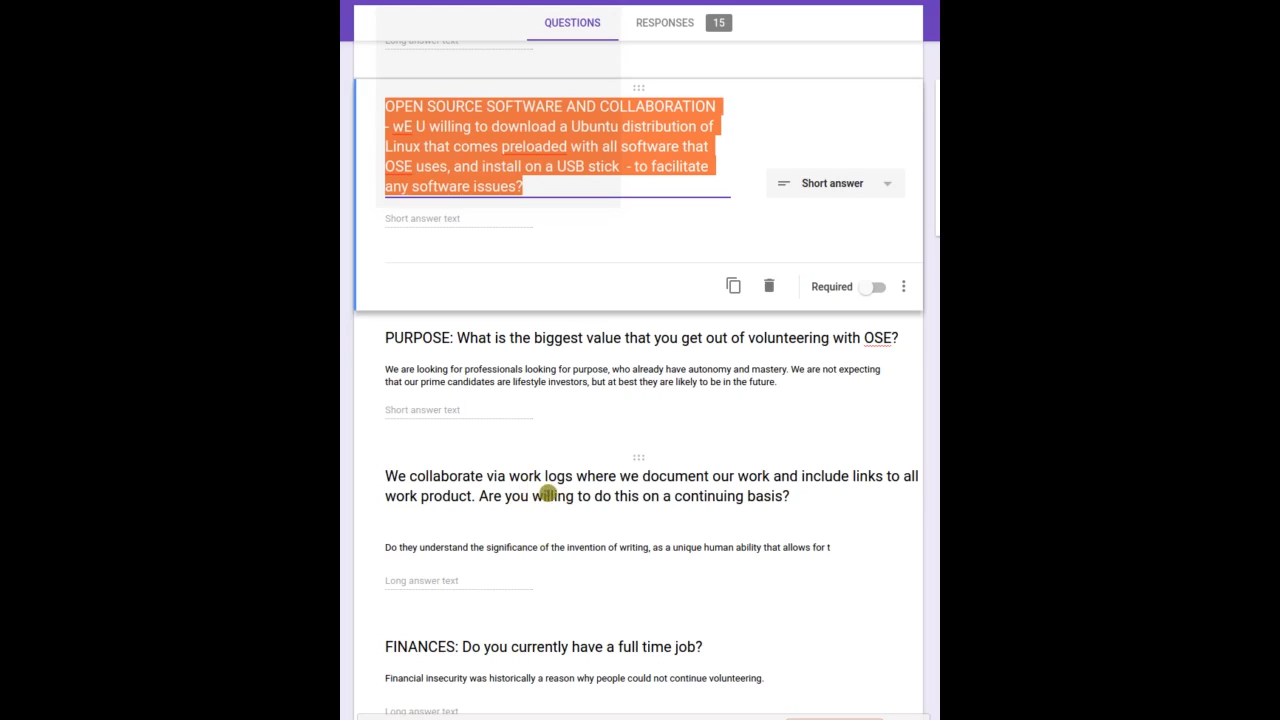 QUESTIONS RESPONSES 15
Long answer text
OPEN SOURCE SOFTWARE AND COLLABORATION
- wE U willing to download a Ubuntu distribution of
Linux that comes preloaded with all software that
OSE uses, and install on a USB stick - to facilitate
any software issues?
Short answer
Short answer text
Required
PURPOSE: What is the biggest value that you get out of volunteering with OSE?
We are looking for professionals looking for purpose, who already have autonomy and mastery. We are not expecting
that our prime candidates are lifestyle investors, but at best they are likely to be in the future.
Short answer text
We collaborate via work logs where we document our work and include links to all
work product. Are you willing to do this on a continuing basis?
Do they understand the significance of the invention of writing, as a unique human ability that allows for t
Long answer text
FINANCES: Do you currently have a full time job?
Financial insecurity was historically a reason why people could not continue volunteering.
Long answer text